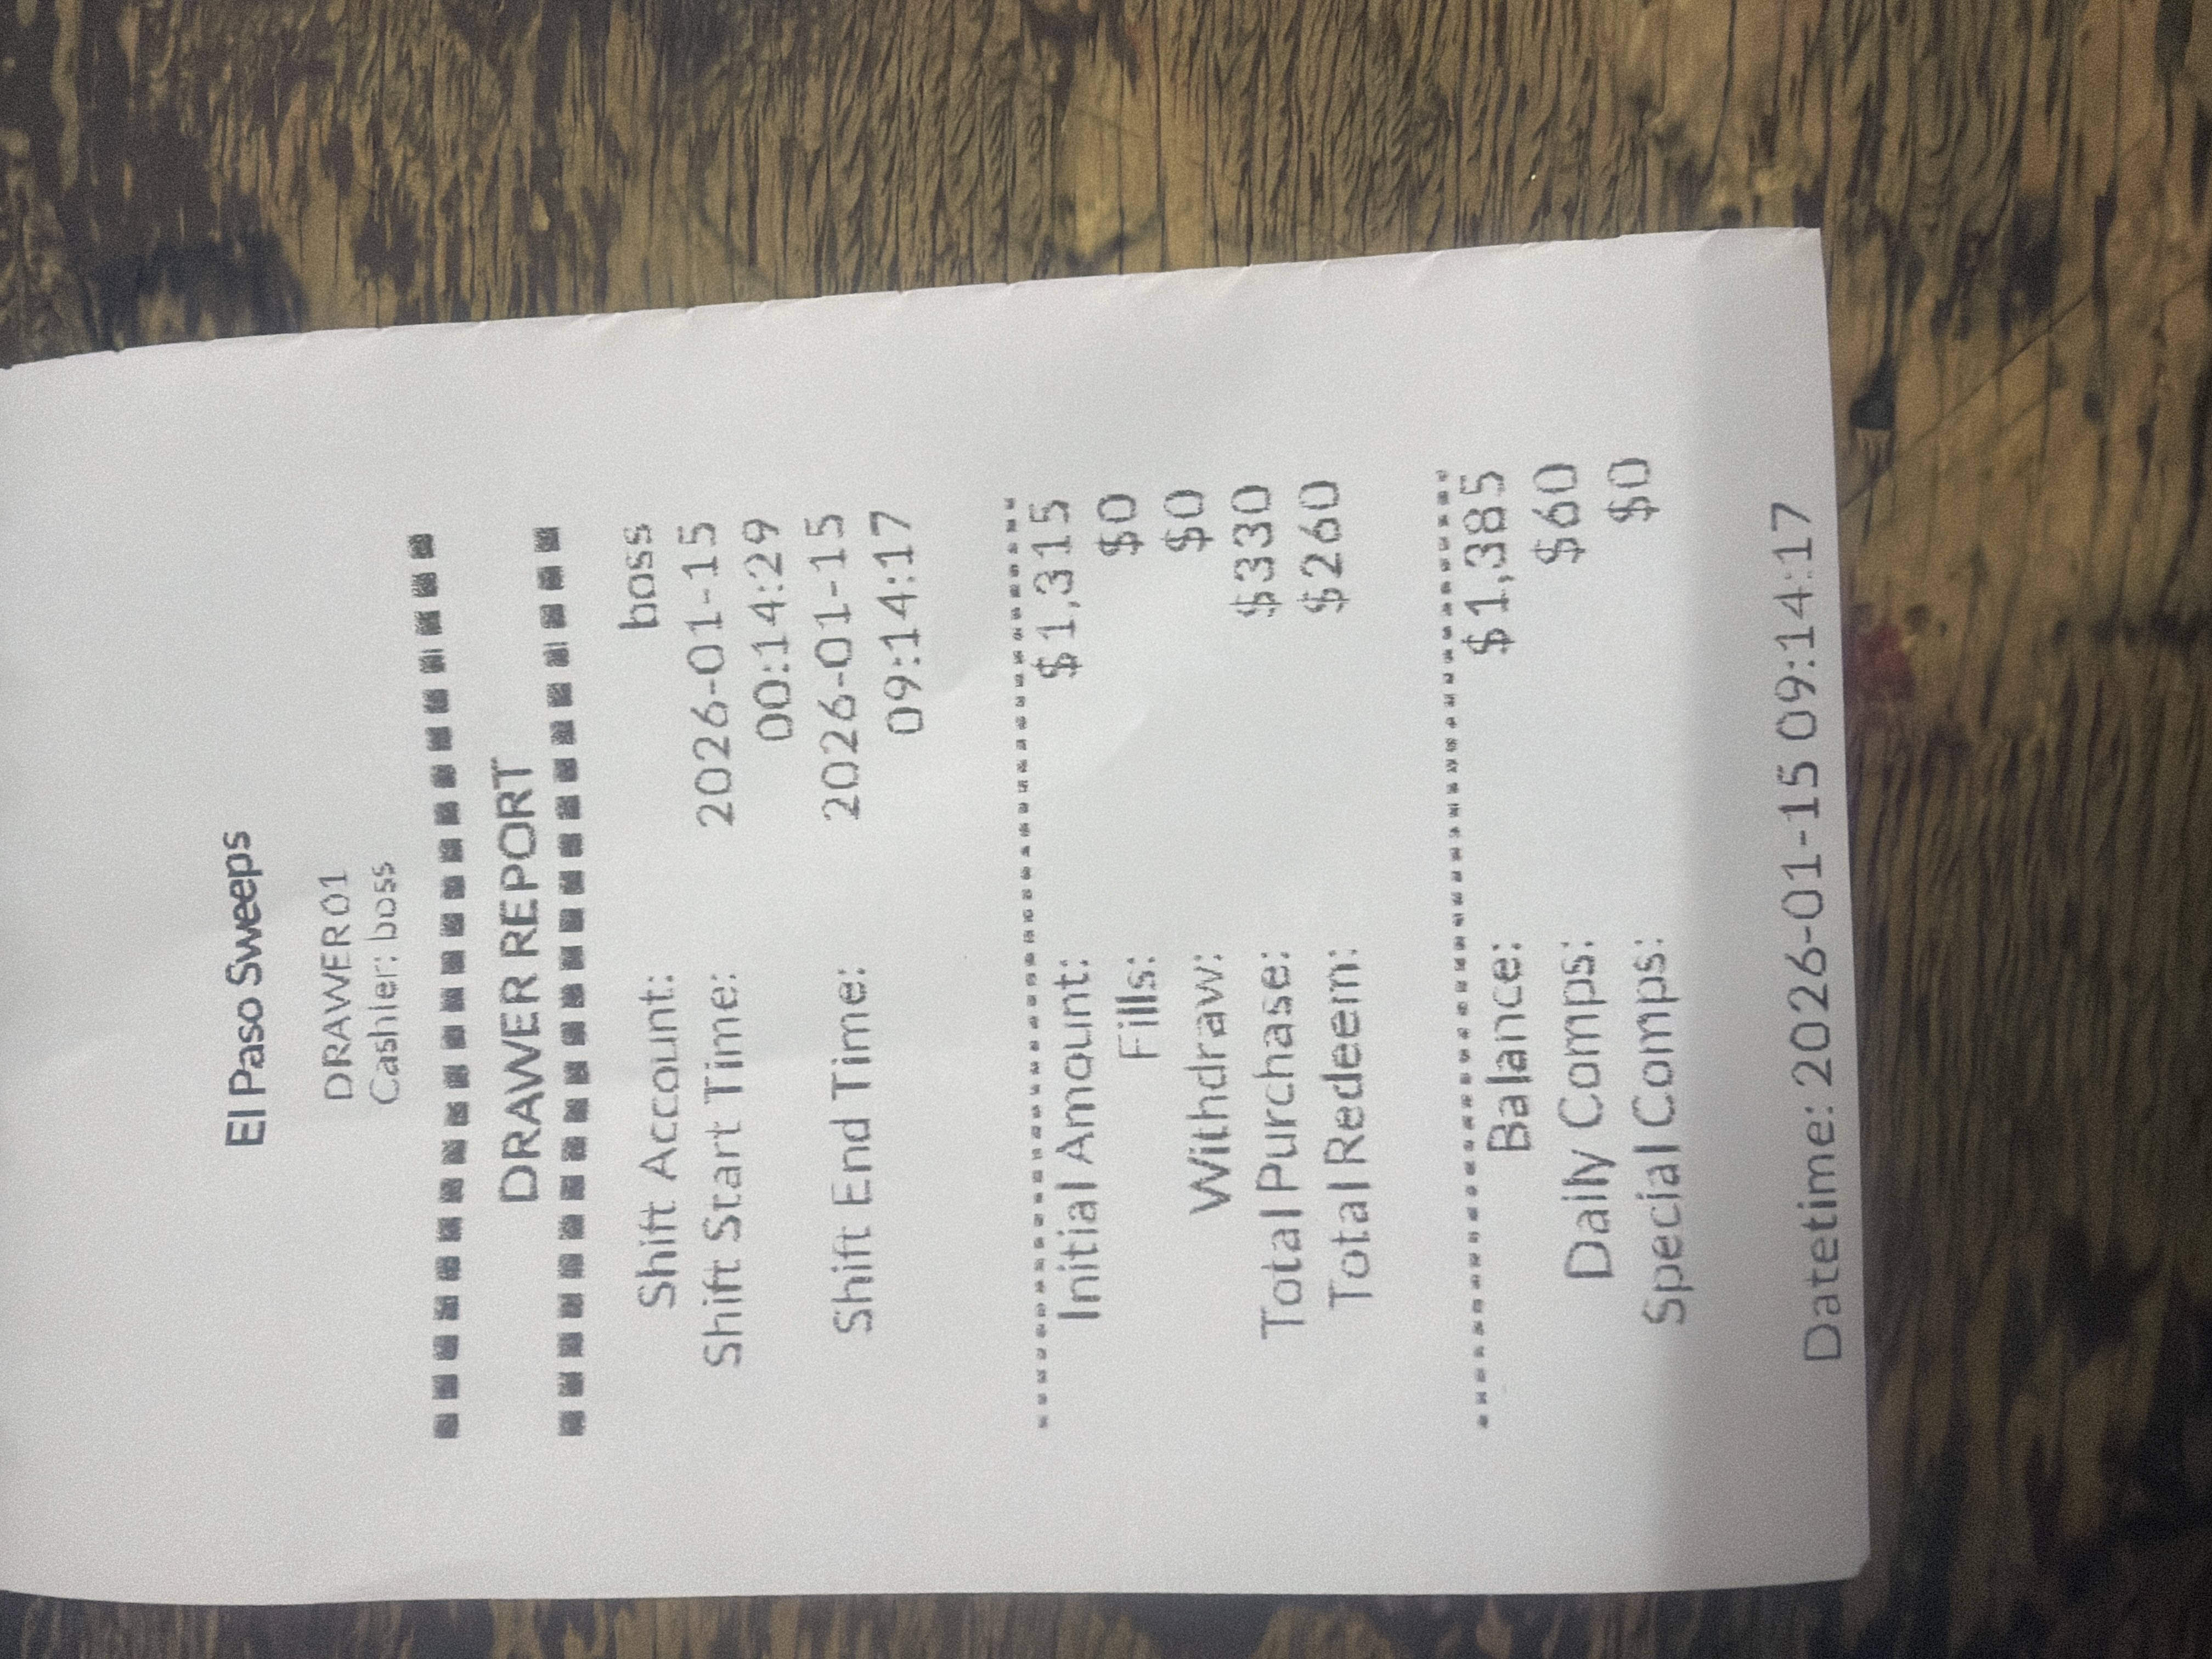 El Paso Sweeps
DRAWER01
Cashier: boss
DRAWER REPORT
Shift Account: boss
Shift Start Time: 2026-01-15
00:14:29
Shift End Time: 2026-01-15
09:14:17
Initial Amount: $1,315
Fills: $0
Withdraw: $0
Total Purchase: $330
Total Redeem: $260
Balance: $1,385
Daily Comps: $60
Special Comps: $0
Datetime: 2026-01-15 09:14:17